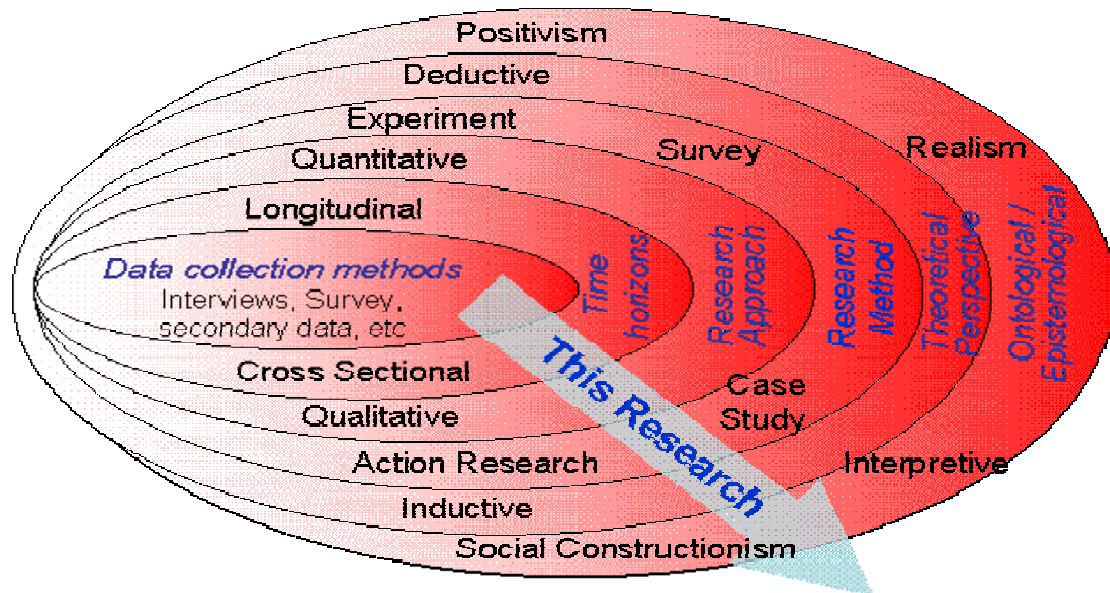 Positivism
Deductive
Experiment
Quantitative
Survey
Realism
Longitudinal
Data collection methods
Interviews, Survey,
secondary data, etc
Time
horizons
Research
Approach
Research
Method
Theoretical
Perspective
Ontological /
Epistemological
This Research
Cross Sectional
Case
Study
Qualitative
Action Research
Interpretive
Inductive
Social Constructionism